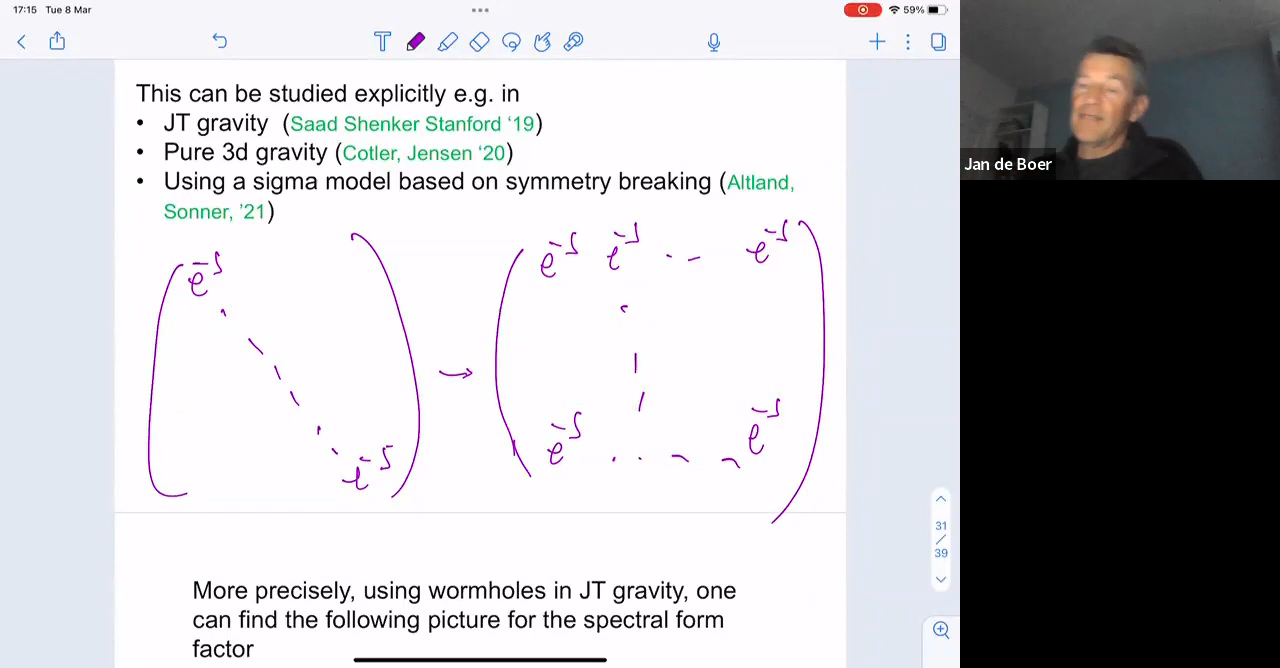 17:15 Tue 8 Mar
59%
This can be studied explicitly e.g. in
• JT gravity (Saad Shenker Stanford '19)
• Pure 3d gravity (Cotler, Jensen '20)
• Using a sigma model based on symmetry breaking (Altland,
Sonner, '21)
e^{-S} e^{-S} e^{-S} ·· e^{-S}
e^{-S} e^{-S} e^{-S}
31
/
39
More precisely, using wormholes in JT gravity, one
can find the following picture for the spectral form
factor
Jan de Boer